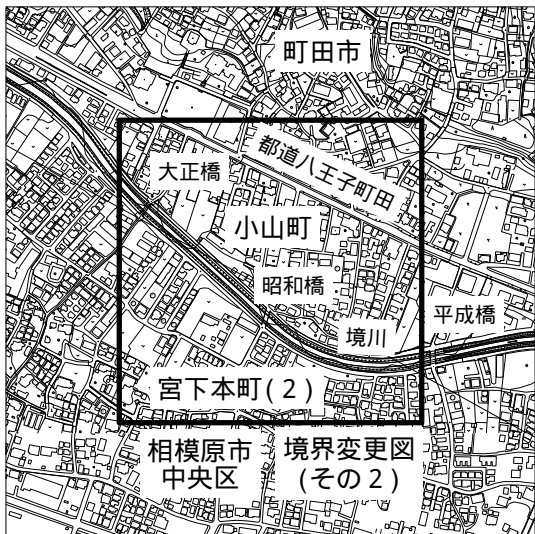 町田市
都道八王子町田
大正橋
小山町
昭和橋
平成橋
境川
宮下本町(2)
相模原市
中央区
境界変更図
(その2)